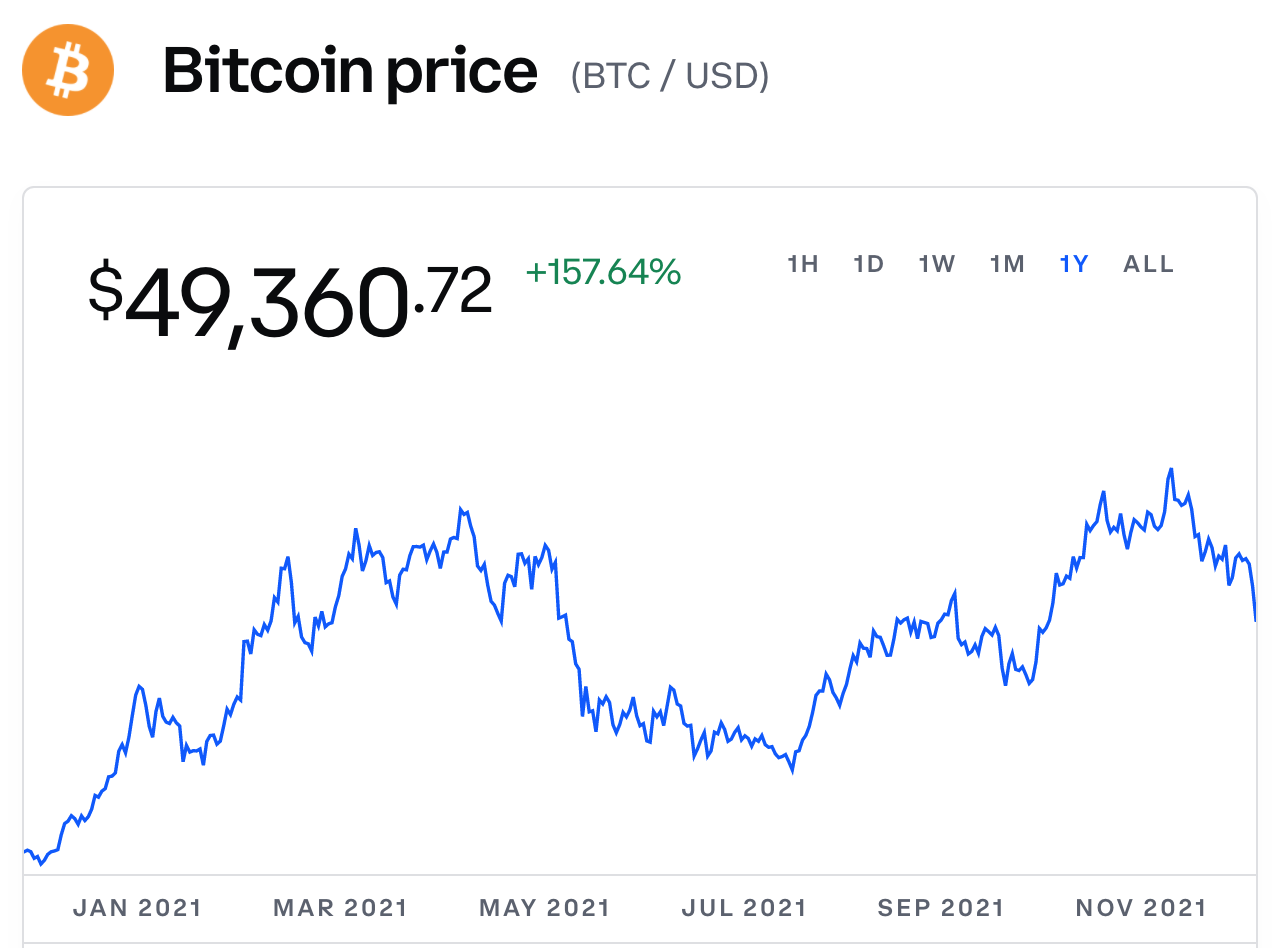 Bitcoin price (BTC / USD)
$49,360.72 +157.64% 1H 1D 1W 1M 1Y ALL
JAN 2021 MAR 2021 MAY 2021 JUL 2021 SEP 2021 NOV 2021